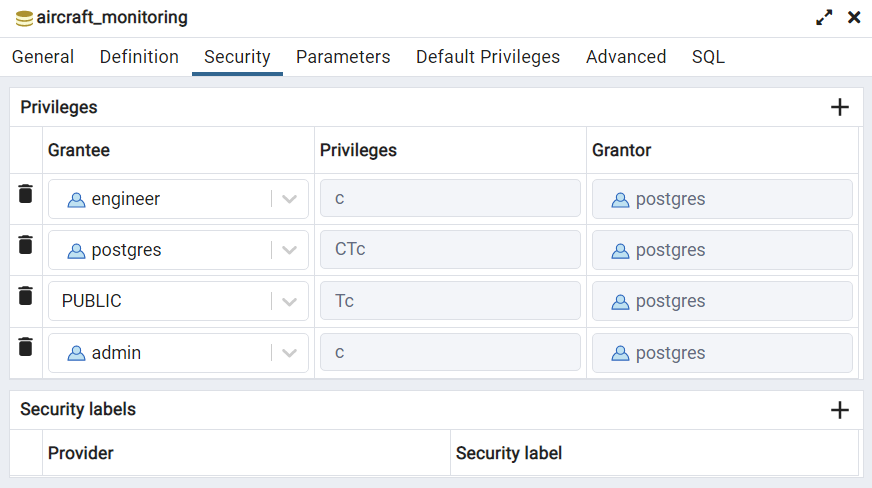 aircraft_monitoring
General Definition Security Parameters Default Privileges Advanced SQL
Privileges
Grantee Privileges Grantor
engineer c postgres
postgres CTc postgres
PUBLIC Tc postgres
admin c postgres
Security labels
Provider Security label